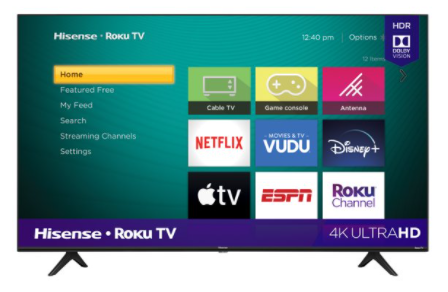 Hisense • Roku TV
12:40 pm | Options
HDR
DOLBY
VISION
12 items
Home
Featured Free
My Feed
Search
Streaming Channels
Settings
Cable TV
Game console
Antenna
NETFLIX
MOVIES & TV
VUDU
Disney+
tv
ESPN
Roku
Channel
Hisense • Roku TV
4K ULTRAHD
Hisense